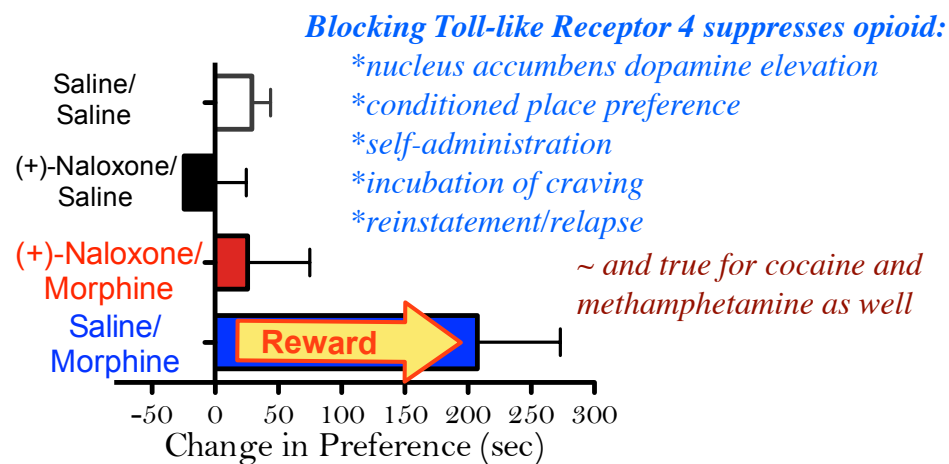 Blocking Toll-like Receptor 4 suppresses opioid:
*nucleus accumbens dopamine elevation
*conditioned place preference
*self-administration
*incubation of craving
*reinstatement/relapse
~ and true for cocaine and
methamphetamine as well
Saline/
Saline
(+)-Naloxone/
Saline
(+)-Naloxone/
Morphine
Saline/
Morphine
Reward
-50 0 50 100 150 200 250 300
Change in Preference (sec)